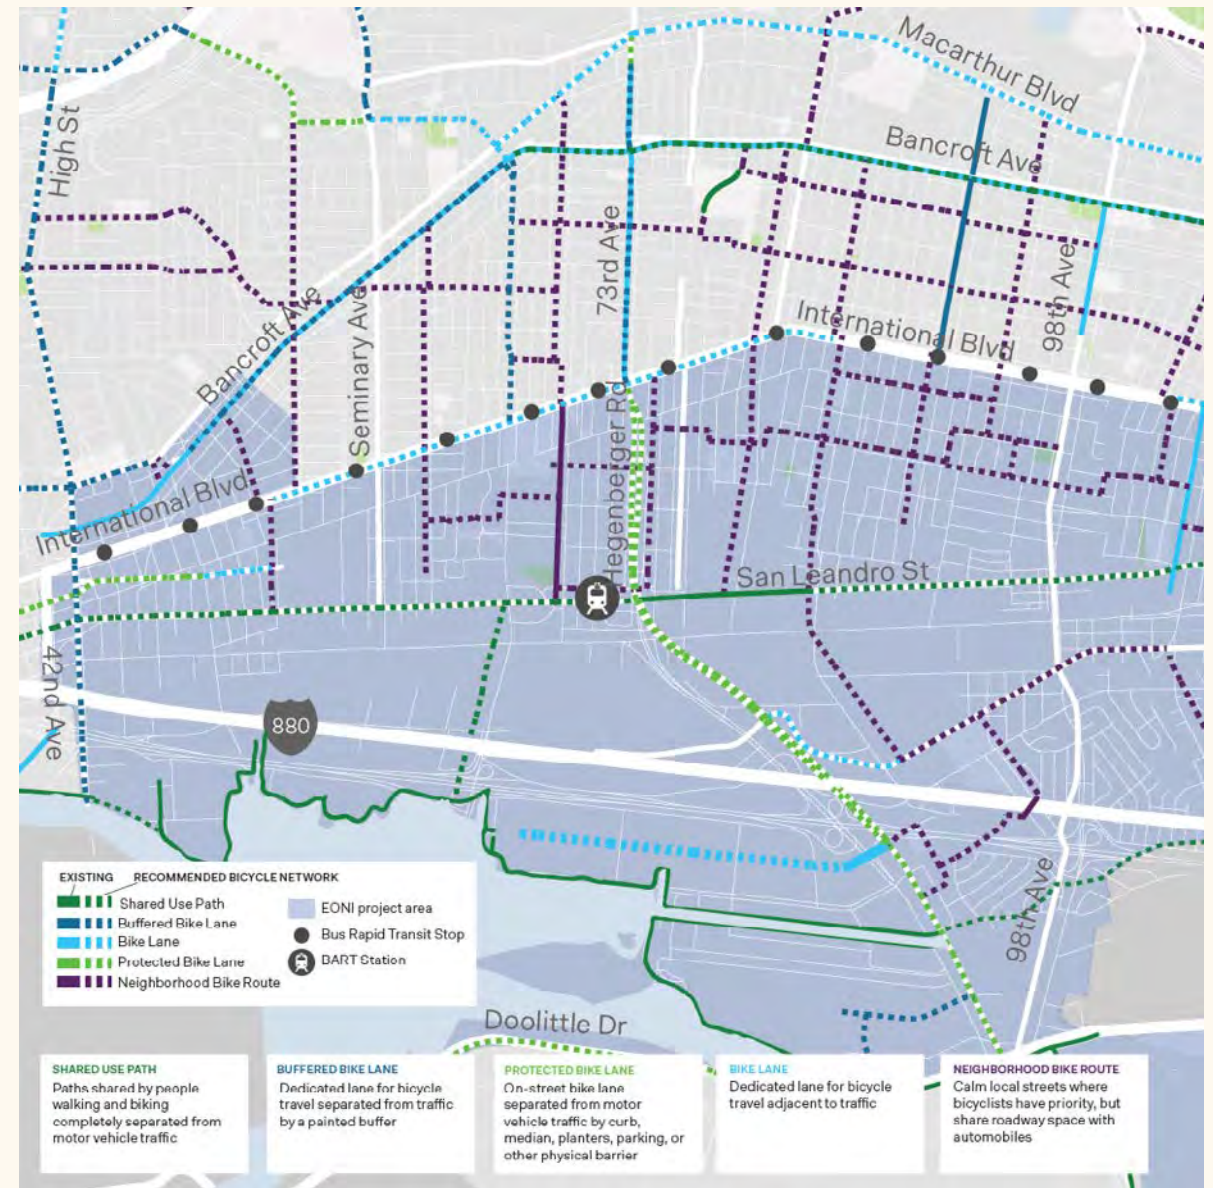 Macarthur Blvd
High St
Bancroft Ave
73rd Ave
98th Ave
International Blvd
Bancroft Ave
Seminary Ave
Hegenberger Rd
International Blvd
San Leandro St
42nd Ave
880
98th Ave
Doolittle Dr
EXISTING RECOMMENDED BICYCLE NETWORK
Shared Use Path
Buffered Bike Lane
Bike Lane
Protected Bike Lane
Neighborhood Bike Route
EONI project area
Bus Rapid Transit Stop
BART Station
SHARED USE PATH
Paths shared by people
walking and biking
completely separated from
motor vehicle traffic
BUFFERED BIKE LANE
Dedicated lane for bicycle
travel separated from traffic
by a painted buffer
PROTECTED BIKE LANE
On-street bike lane
separated from motor
vehicle traffic by curb,
median, planters, parking, or
other physical barrier
BIKE LANE
Dedicated lane for bicycle
travel adjacent to traffic
NEIGHBORHOOD BIKE ROUTE
Calm local streets where
bicyclists have priority, but
share roadway space with
automobiles